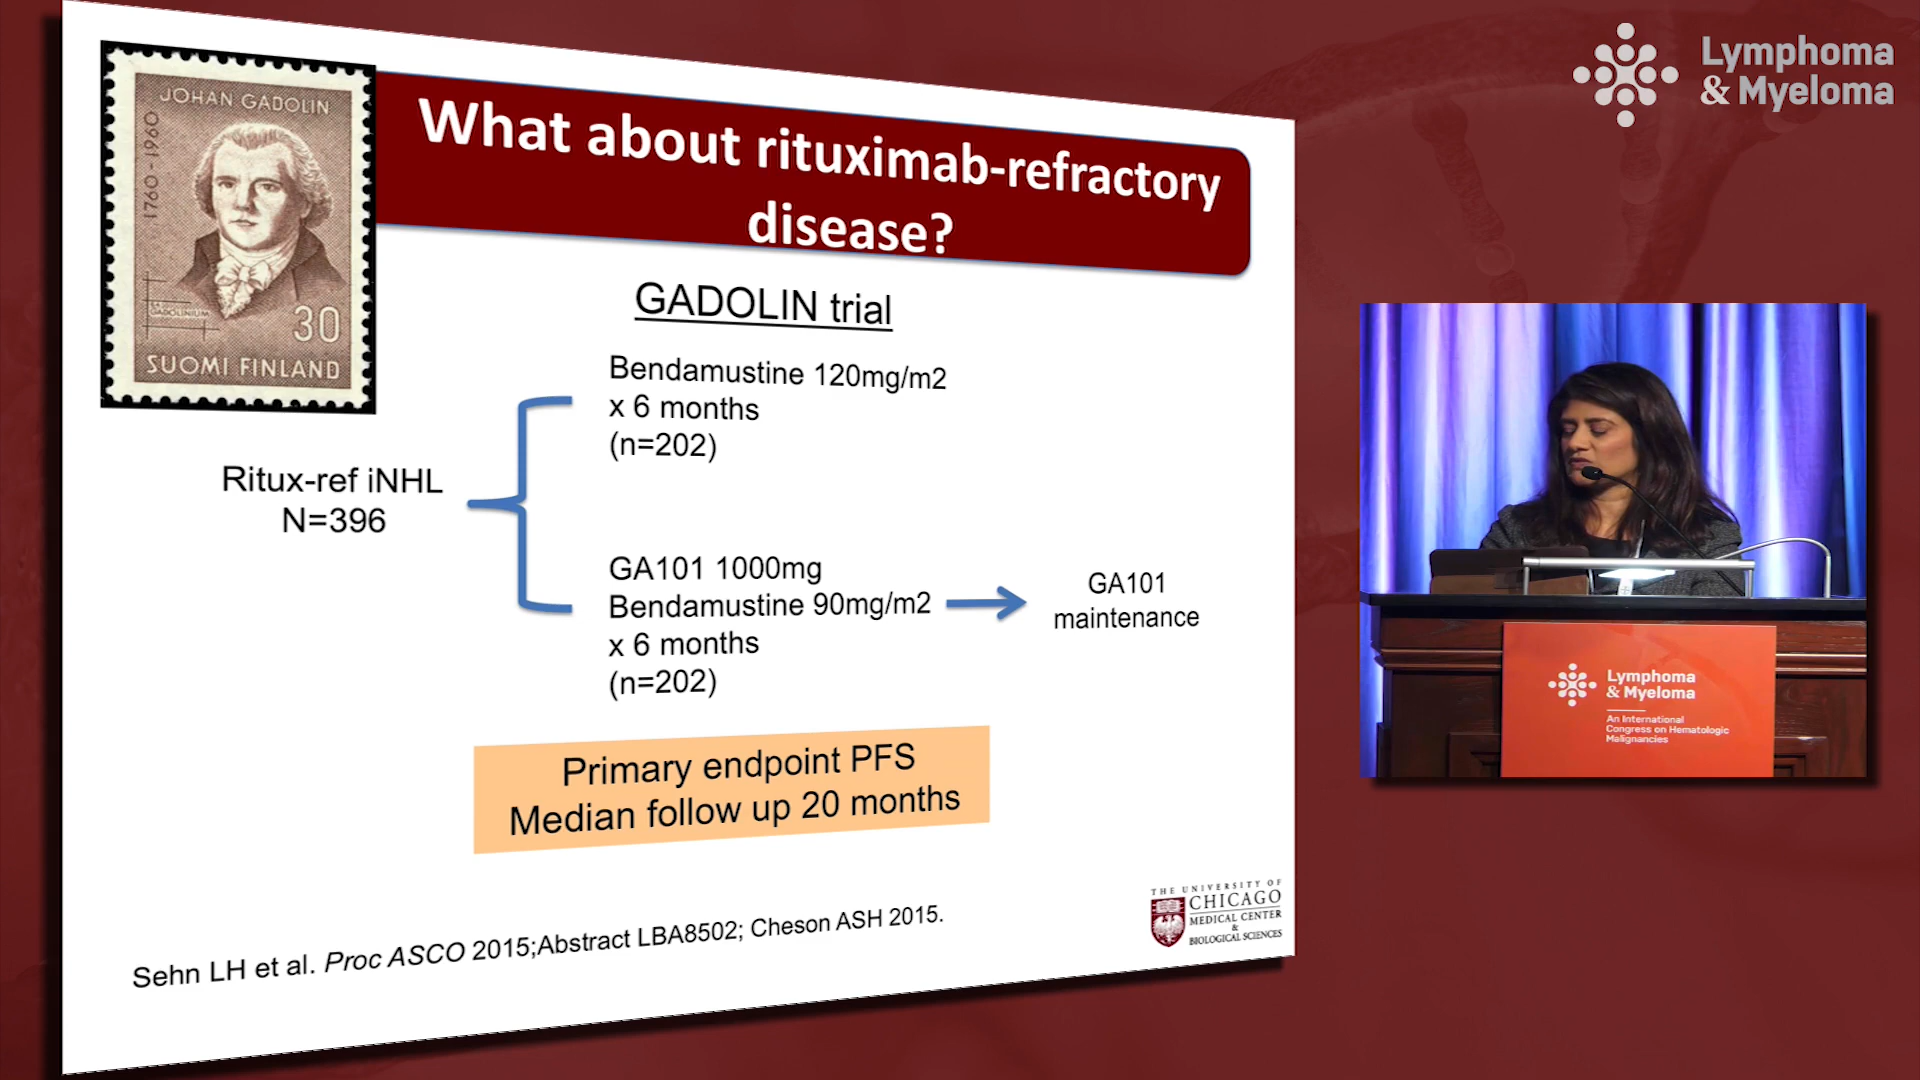 JOHAN GADOLIN
1760-1960
GADOLINIUM
30
SUOMI FINLAND
What about rituximab-refractory
disease?
GADOLIN trial
Bendamustine 120mg/m2
x 6 months
(n=202)
Ritux-ref iNHL
N=396
GA101 1000mg
Bendamustine 90mg/m2
x 6 months
(n=202)
GA101
maintenance
Primary endpoint PFS
Median follow up 20 months
Sehn LH et al. Proc ASCO 2015;Abstract LBA8502; Cheson ASH 2015.
THE UNIVERSITY OF
CHICAGO
MEDICAL CENTER
&
BIOLOGICAL SCIENCES
Lymphoma
& Myeloma
Lymphoma
& Myeloma
An International
Congress on Hematologic
Malignancies